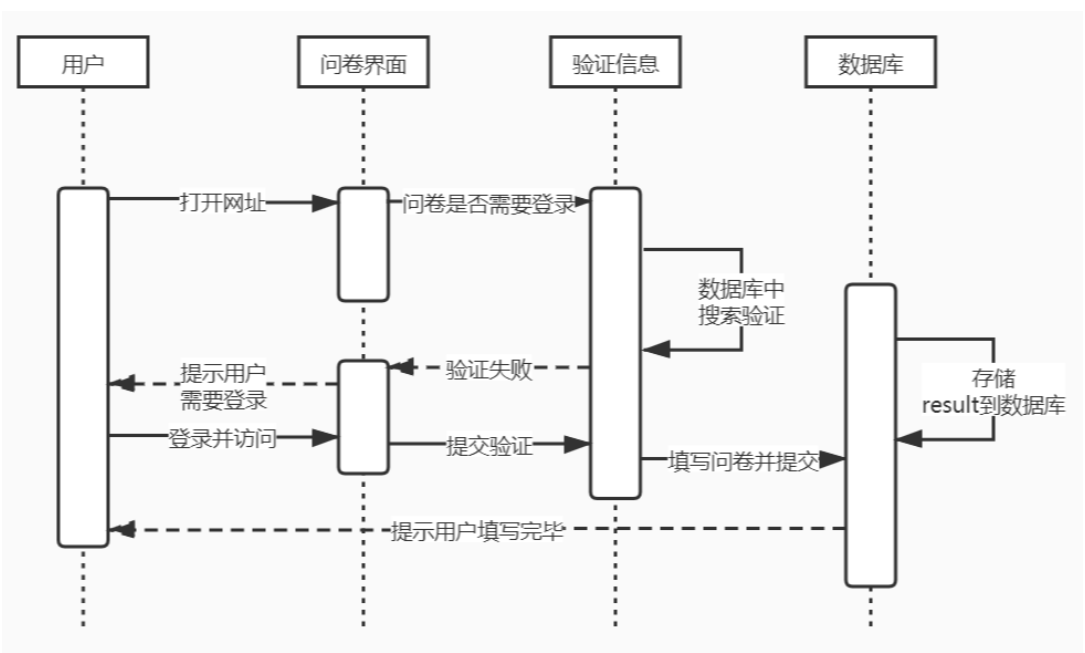 用户
问卷界面
验证信息
数据库
打开网址
问卷是否需要登录
数据库中
搜索验证
验证失败
提示用户
需要登录
存储
result到数据库
登录并访问
提交验证
填写问卷并提交
提示用户填写完毕